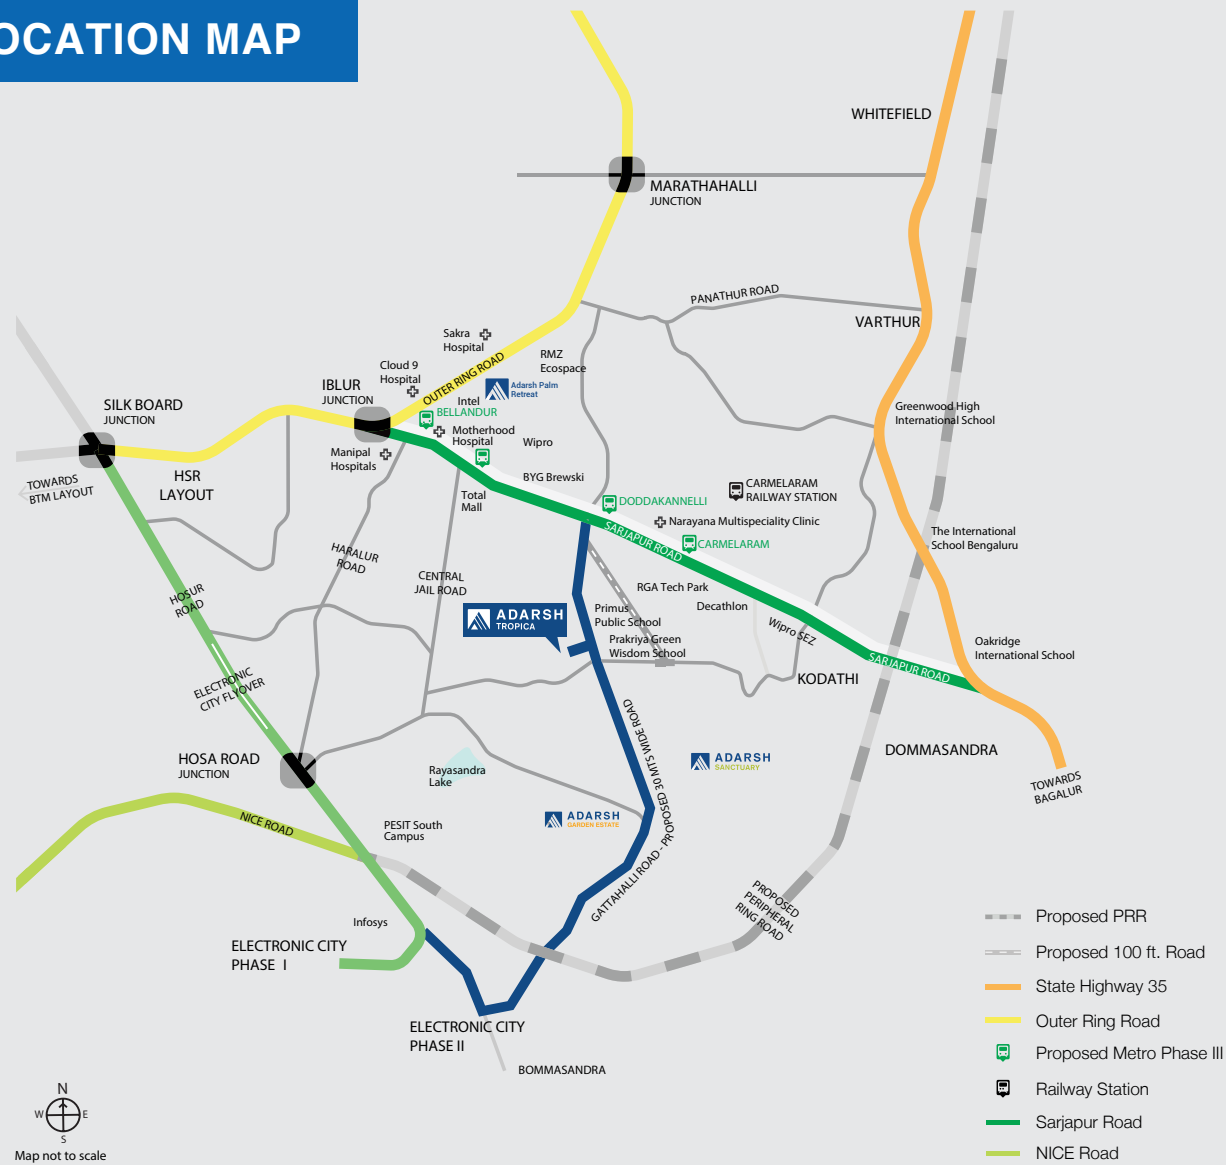 OCATION MAP
WHITEFIELD
MARATHAHALLI
JUNCTION
PANATHUR ROAD
VARTHUR
Sakra
Hospital
RMZ
Ecospace
OUTER RING ROAD
Cloud 9
Hospital
IBLUR
JUNCTION
Adarsh Palm
Retreat
Intel
BELLANDUR
SILK BOARD
JUNCTION
Greenwood High
International School
Motherhood
Hospital
Wipro
Manipal
Hospitals
HSR
LAYOUT
TOWARDS
BTM LAYOUT
BYG Brewski
Total
Mall
CARMELARAM
RAILWAY STATION
DODDAKANNELLI
Narayana Multispeciality Clinic
SARJAPUR ROAD
CARMELARAM
The International
School Bengaluru
HARALUR
ROAD
CENTRAL
JAIL ROAD
HOSUR
ROAD
RGA Tech Park
Decathlon
Primus
Public School
ADARSH
TROPICA
Wipro SEZ
Prakriya Green
Wisdom School
Oakridge
International School
SARJAPUR ROAD
KODATHI
ELECTRONIC
CITY FLYOVER
HOSA ROAD
JUNCTION
DOMMASANDRA
ADARSH
SANCTUARY
Rayasandra
Lake
TOWARDS
BAGALUR
GATTAHALLI ROAD - PROPOSED 30 MTS WIDE ROAD
ADARSH
GARDEN ESTATE
NICE ROAD
PESIT South
Campus
PROPOSED
PERIPHERAL
RING ROAD
Infosys
ELECTRONIC CITY
PHASE I
ELECTRONIC CITY
PHASE II
BOMMASANDRA
Proposed PRR
Proposed 100 ft. Road
State Highway 35
Outer Ring Road
Proposed Metro Phase III
Railway Station
Sarjapur Road
NICE Road
N
W
E
S
Map not to scale